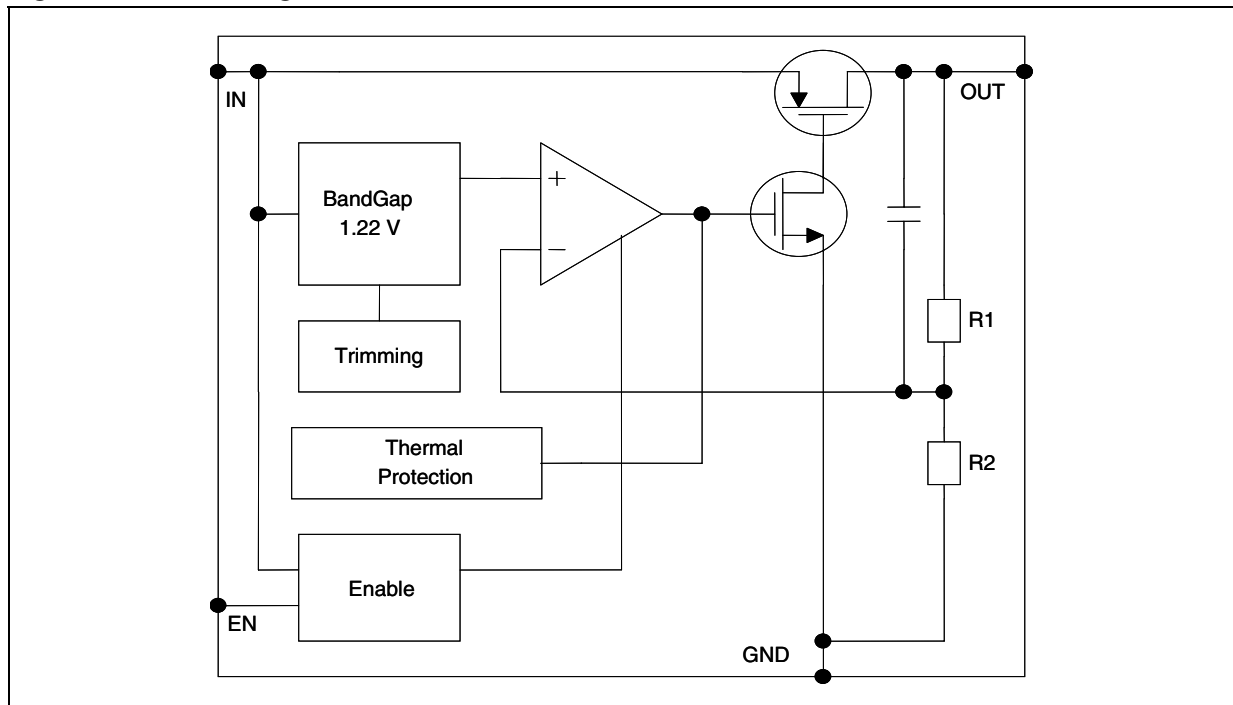 IN
OUT
BandGap
1.22 V
+
−
R1
Trimming
Thermal
Protection
R2
Enable
EN
GND